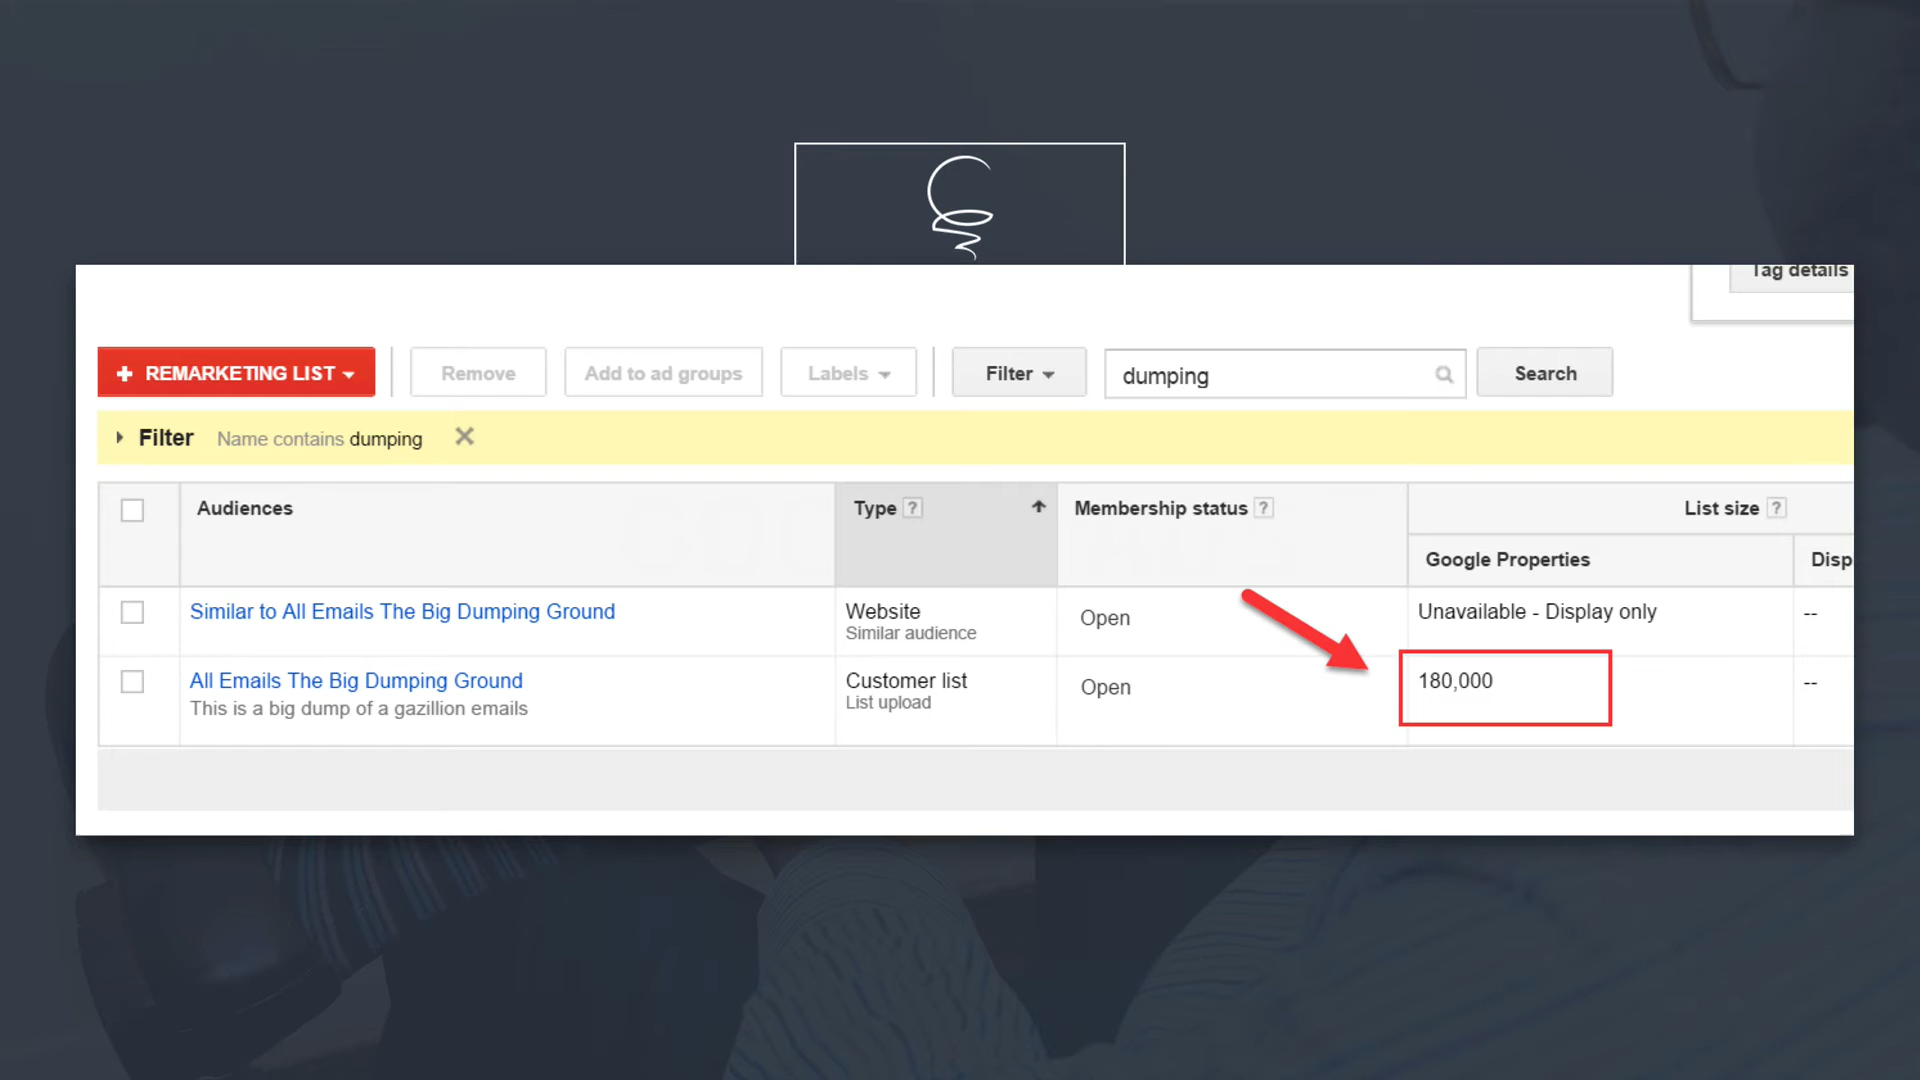 Tag details
REMARKETING LIST
Remove
Add to ad groups
Labels
Filter
dumping
Search
Filter Name contains dumping
Audiences
Type ?
Membership status ?
List size ?
Google Properties
Disp
Similar to All Emails The Big Dumping Ground
Website
Similar audience
Open
Unavailable - Display only
--
All Emails The Big Dumping Ground
This is a big dump of a gazillion emails
Customer list
List upload
Open
180,000
--